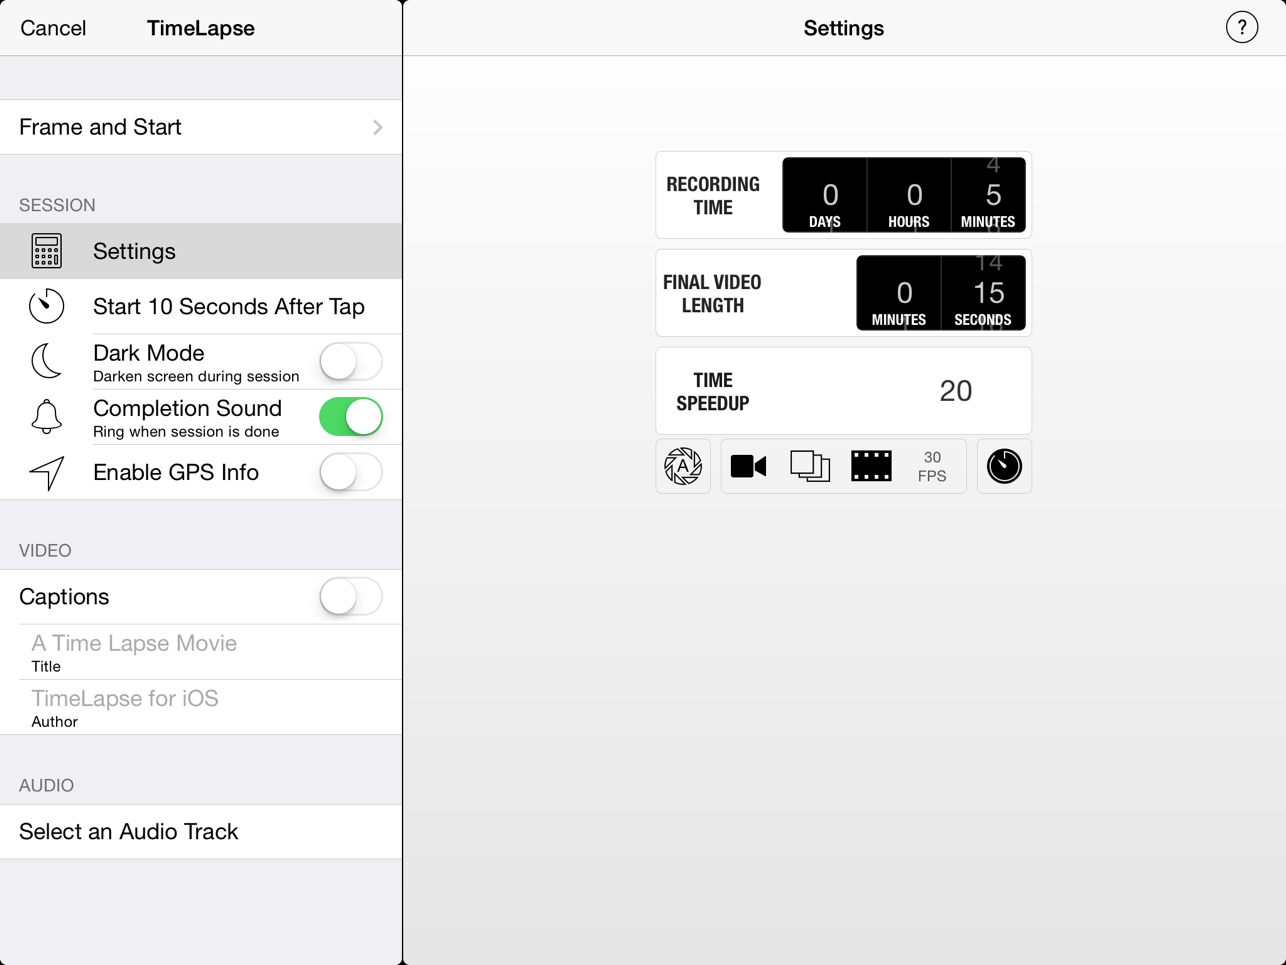 Cancel
TimeLapse
Frame and Start
SESSION
Settings
Start 10 Seconds After Tap
Dark Mode
Darken screen during session
Completion Sound
Ring when session is done
Enable GPS Info
VIDEO
Captions
A Time Lapse Movie
Title
TimeLapse for iOS
Author
AUDIO
Select an Audio Track
Settings
?
RECORDING
TIME
4
0 0 5
DAYS HOURS MINUTES
FINAL VIDEO
LENGTH
14
0 15
MINUTES SECONDS
TIME
SPEEDUP
20
A
30
FPS